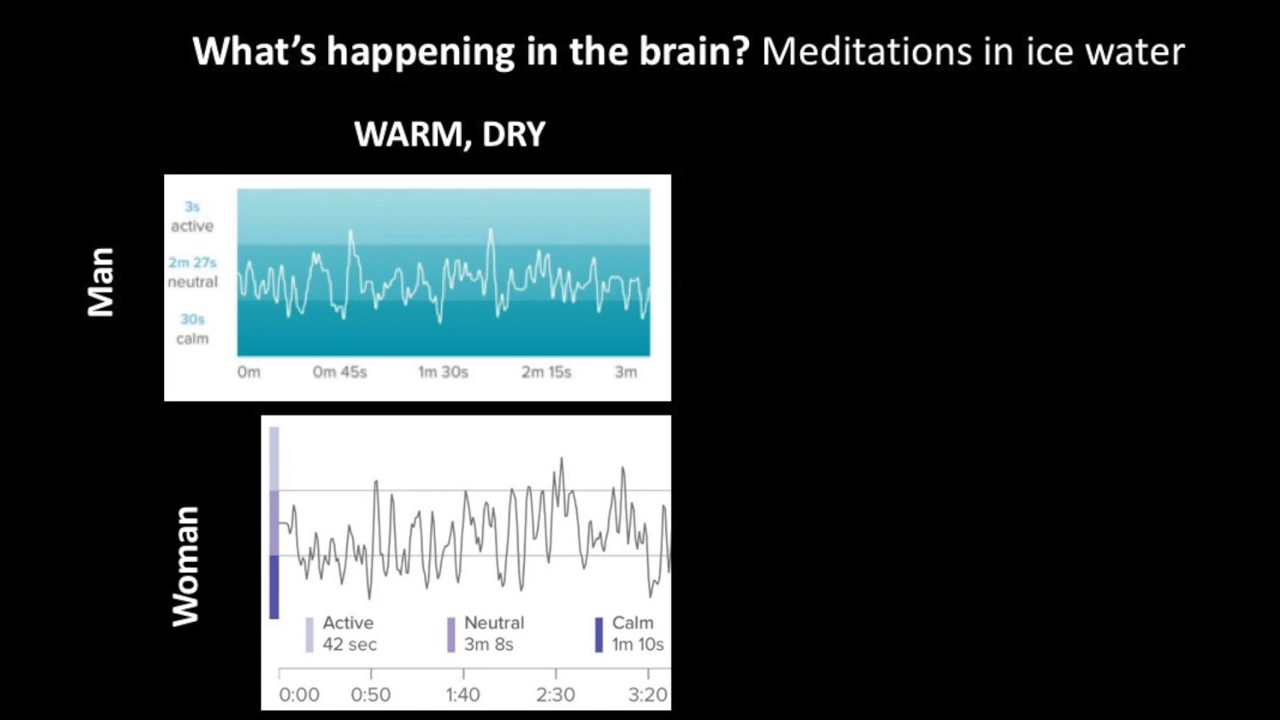 What's happening in the brain? Meditations in ice water
WARM, DRY
Man
3s
active
2m 27s
neutral
30s
calm
0m 0m 45s 1m 30s 2m 15s 3m
Woman
Active Neutral Calm
42 sec 3m 8s 1m 10s
0:00 0:50 1:40 2:30 3:20